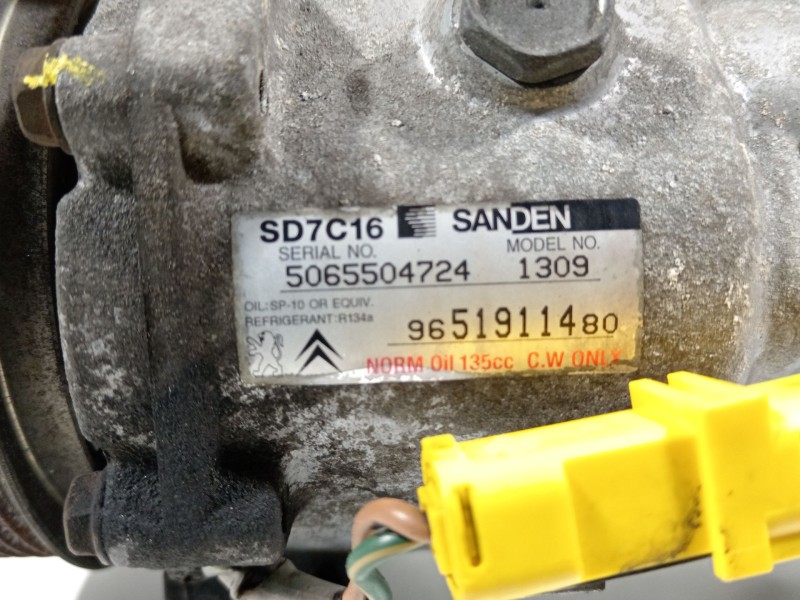 SD7C16 SANDEN
SERIAL NO. MODEL NO.
5065504724 1309
OIL:SP-10 OR EQUIV.
REFRIGERANT:R134a
9651911480
NORM Oil 135cc C.W ONLY